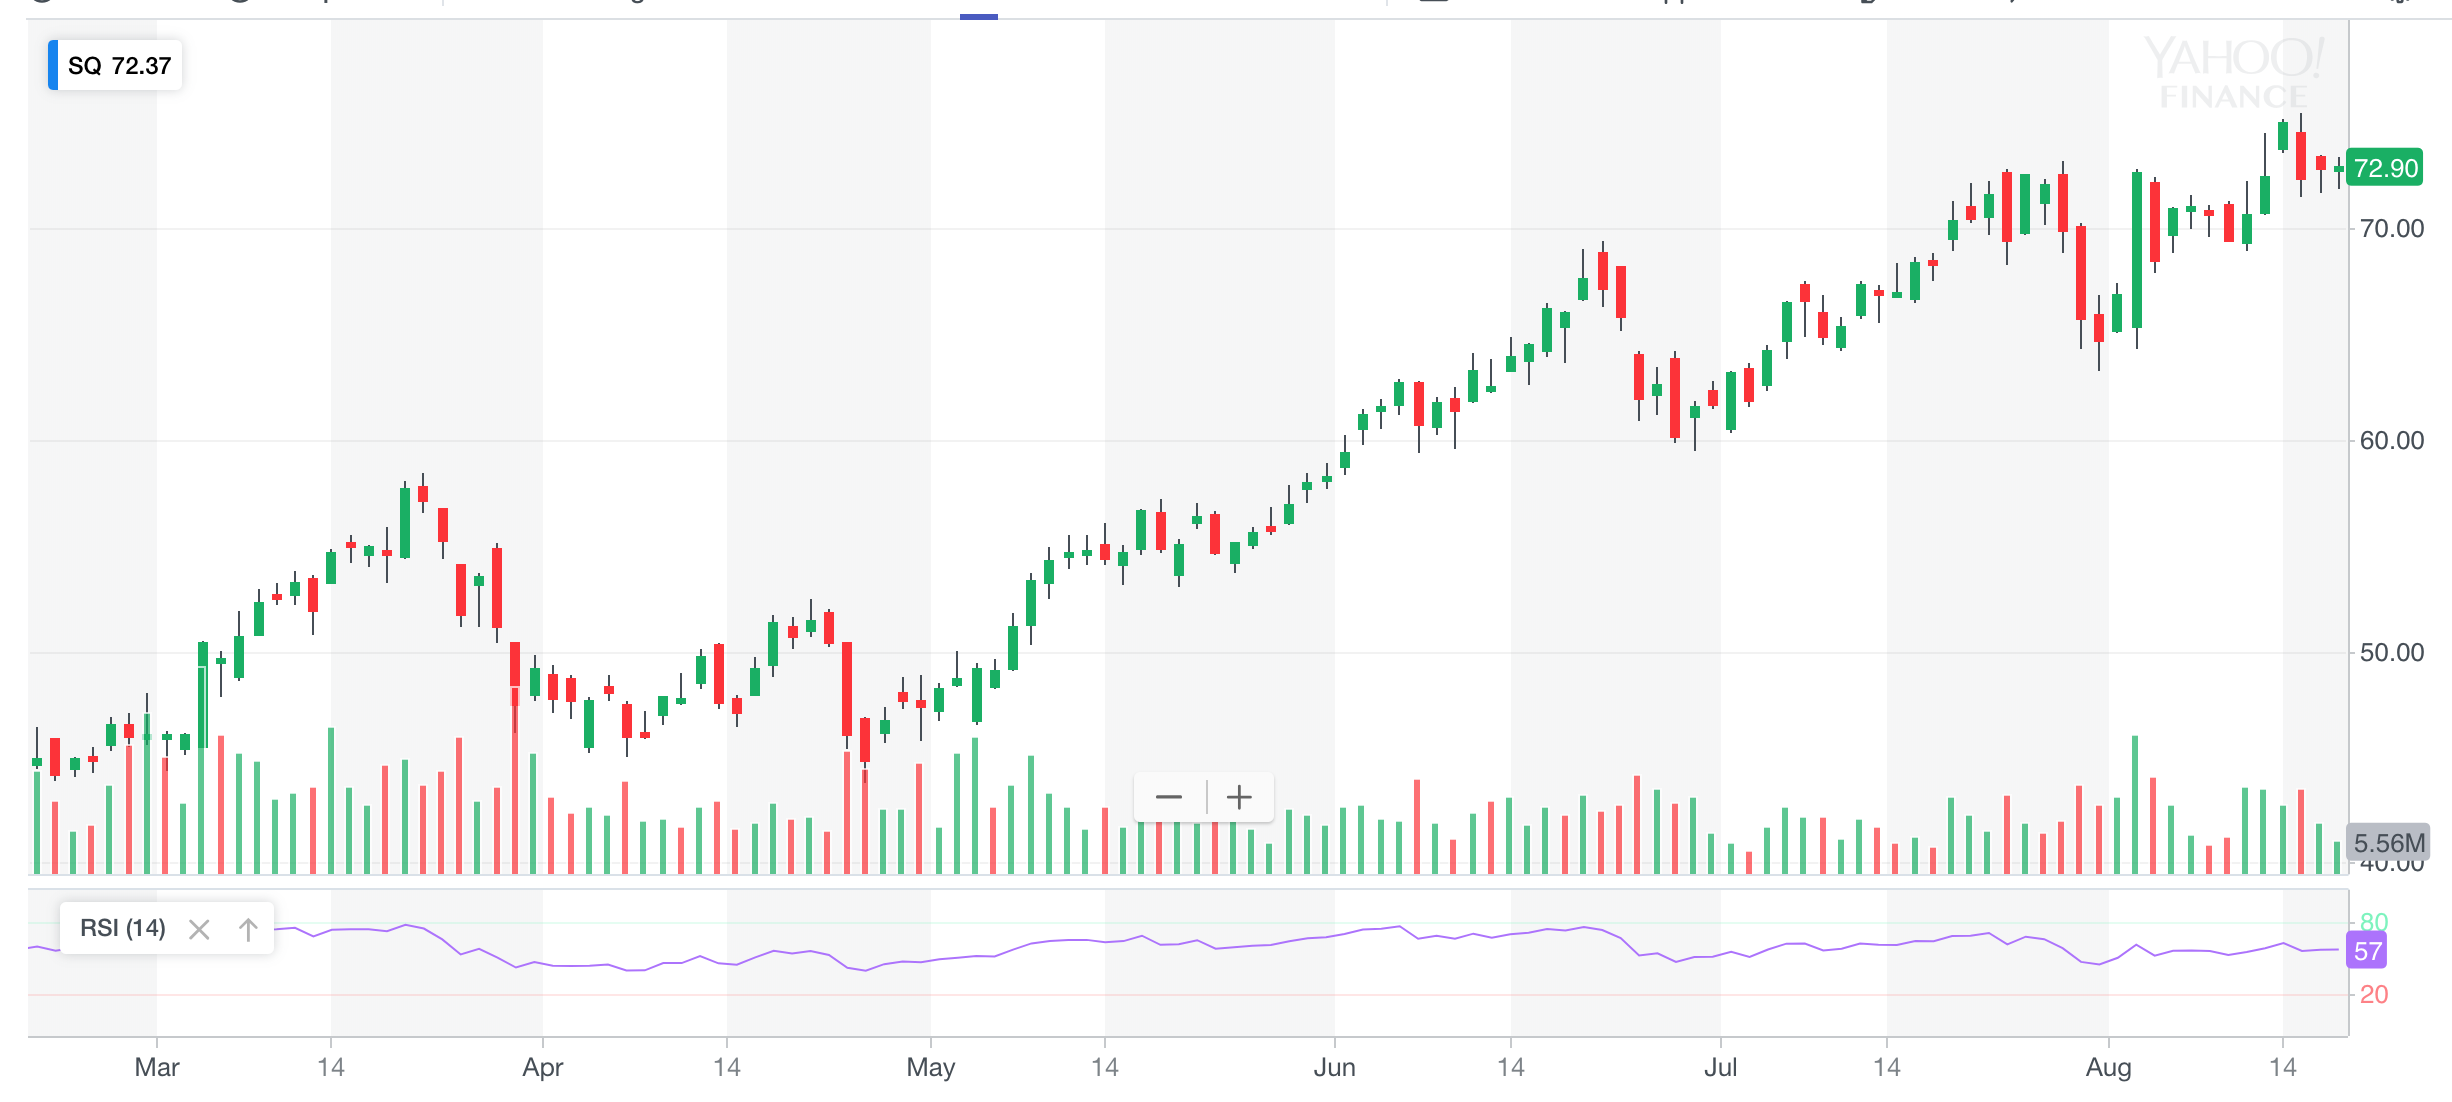 SQ 72.37
YAHOO!
FINANCE
72.90
70.00
60.00
50.00
5.56M
40.00
RSI (14)
80
57
20
Mar 14 Apr 14 May 14 Jun 14 Jul 14 Aug 14